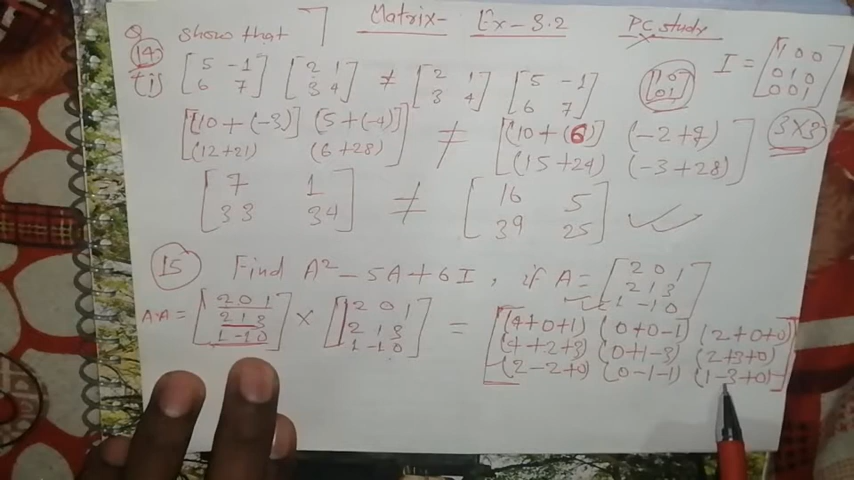 Matrix- Ex-3.2 PC study
Q show that
(14)
(i) [5 -1 [2 1 ≠ [2 1 [5 -1 [1 0 I = [1 0 0
6 7] 3 4] 3 4] 6 7] 0 1] 0 1 0
0 0 1]
[(10+(-3)] (5+(-4)] ≠ [(10+(6)] (-2+7) 3×3
(12+21) (6+28)] (15+24) (-3+28)]
[7 1 ≠ [16 5
33 34] 39 25]
(15) Find A² - 5A + 6I, if A = [2 0 1
2 1 3
1 -1 0]
A·A = [2 0 1 × [2 0 1 = [(4+0+1) (0+0-1) (2+0+0)
2 1 3 2 1 3 (4+2+3) (0+1-3) (2+3+0)
1 -1 0] 1 -1 0] (2-2+0) (0-1-1) (1-3+0)]